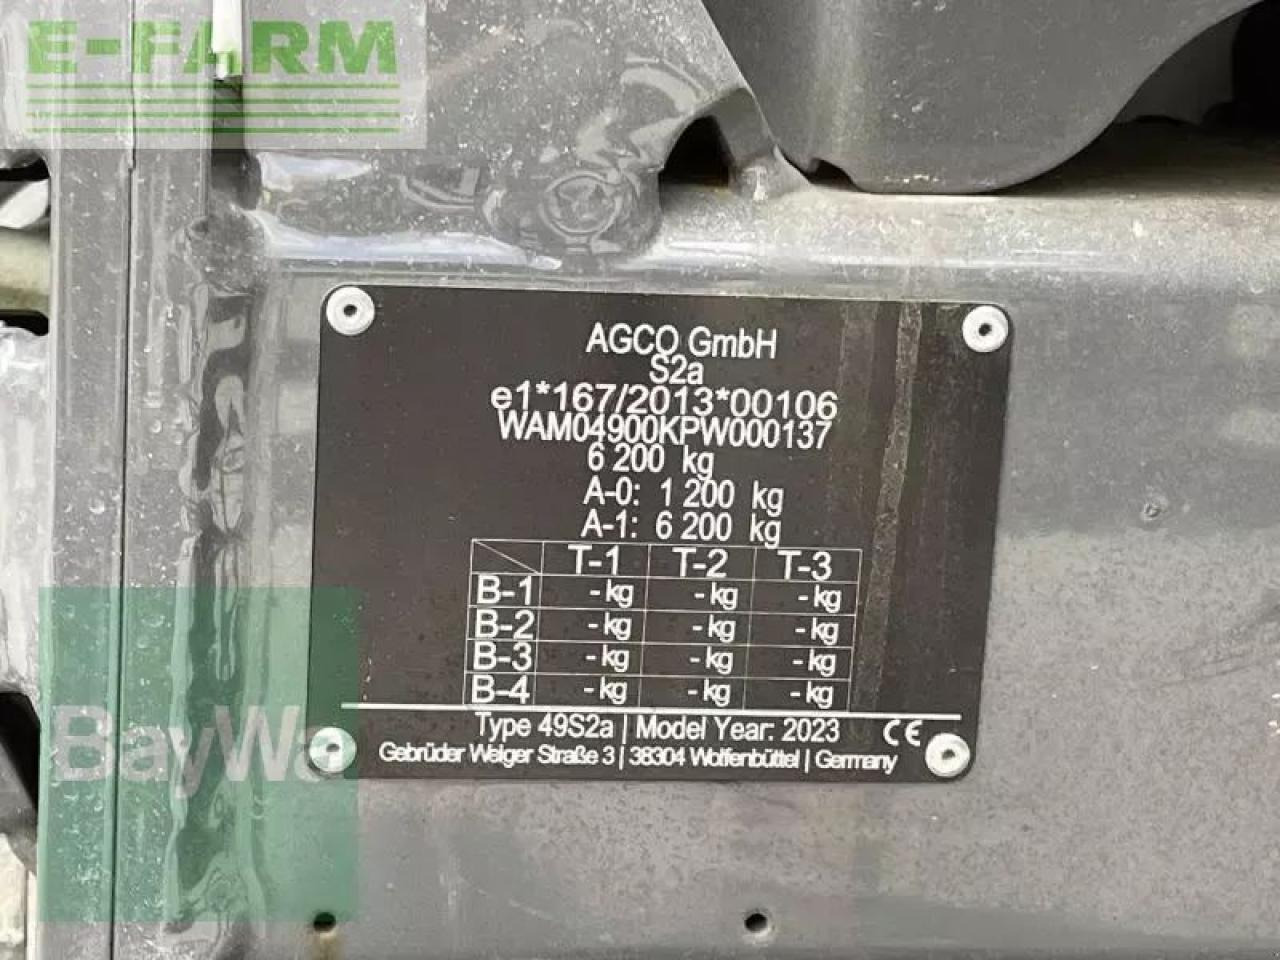 E-FARM
AGCO GmbH
S2a
e1*167/2013*00106
WAM04900KPW000137
6 200 kg
A-0: 1 200 kg
A-1: 6 200 kg
T-1 T-2 T-3
B-1 -kg -kg -kg
B-2 -kg -kg -kg
B-3 -kg -kg -kg
B-4 -kg -kg -kg
Type 49S2a | Model Year: 2023 CE
Gebrüder Welger Straße 3 | 38304 Wolfenbüttel | Germany
BayWa